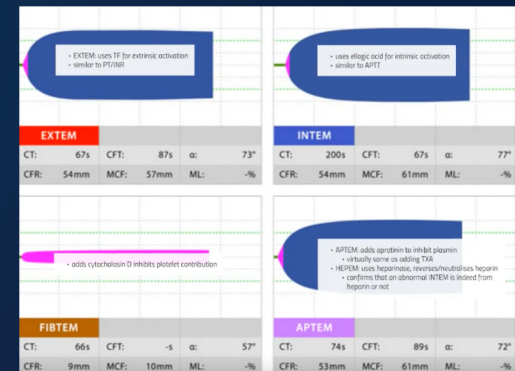 • EXTEM: uses TF for extrinsic activation
• similar to PT/INR
EXTEM
CT: 67s CFT: 87s α: 73°
CFR: 54mm MCF: 57mm ML: -%
• uses ellagic acid for intrinsic activation
• similar to APTT
INTEM
CT: 200s CFT: 67s α: 77°
CFR: 54mm MCF: 61mm ML: -%
• adds cytochalasin D inhibits platelet contribution
FIBTEM
CT: 66s CFT: -s α: 57°
CFR: 9mm MCF: 10mm ML: -%
• APTEM: adds aprotinin to inhibit plasmin
• virtually same as adding TXA
• HEPEM: uses heparinase, reverses/neutralises heparin
• confirms that an abnormal INTEM is indeed from
heparin or not
APTEM
CT: 74s CFT: 89s α: 72°
CFR: 53mm MCF: 61mm ML: -%